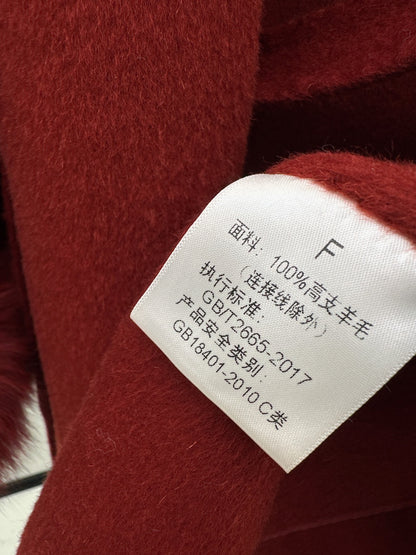 F
面料：100%高支羊毛
（连接线除外）
执行标准：
GB/T2665-2017
产品安全类别：
GB18401-2010 C类